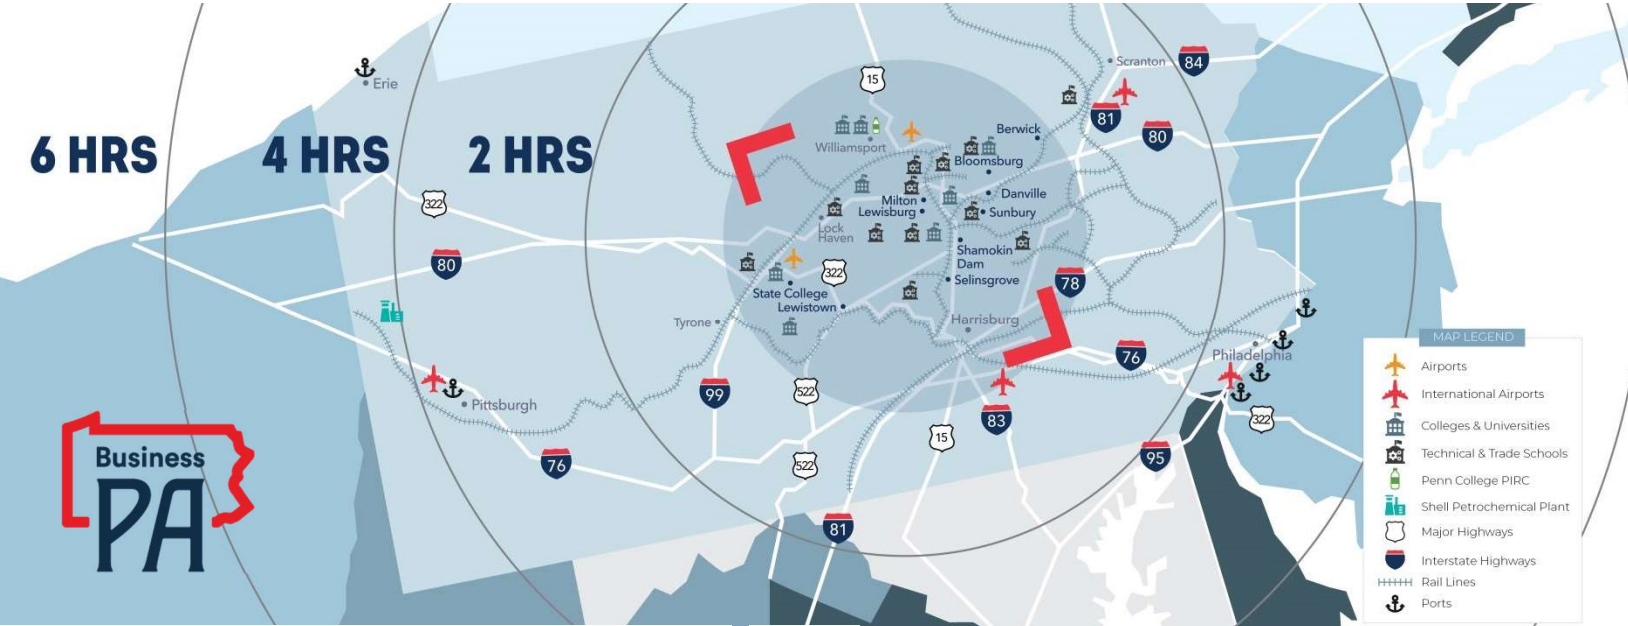 6 HRS
4 HRS
2 HRS
Erie
322
80
Pittsburgh
76
Business
PA
15
Williamsport
Berwick
Bloomsburg
Danville
Milton
Lewisburg
Sunbury
Lock
Haven
Shamokin
Dam
Selinsgrove
322
State College
Lewistown
Tyrone
Harrisburg
99
522
522
81
15
83
Scranton
84
81
80
78
76
Philadelphia
322
95
MAP LEGEND
Airports
International Airports
Colleges & Universities
Technical & Trade Schools
Penn College PIRC
Shell Petrochemical Plant
Major Highways
Interstate Highways
Rail Lines
Ports